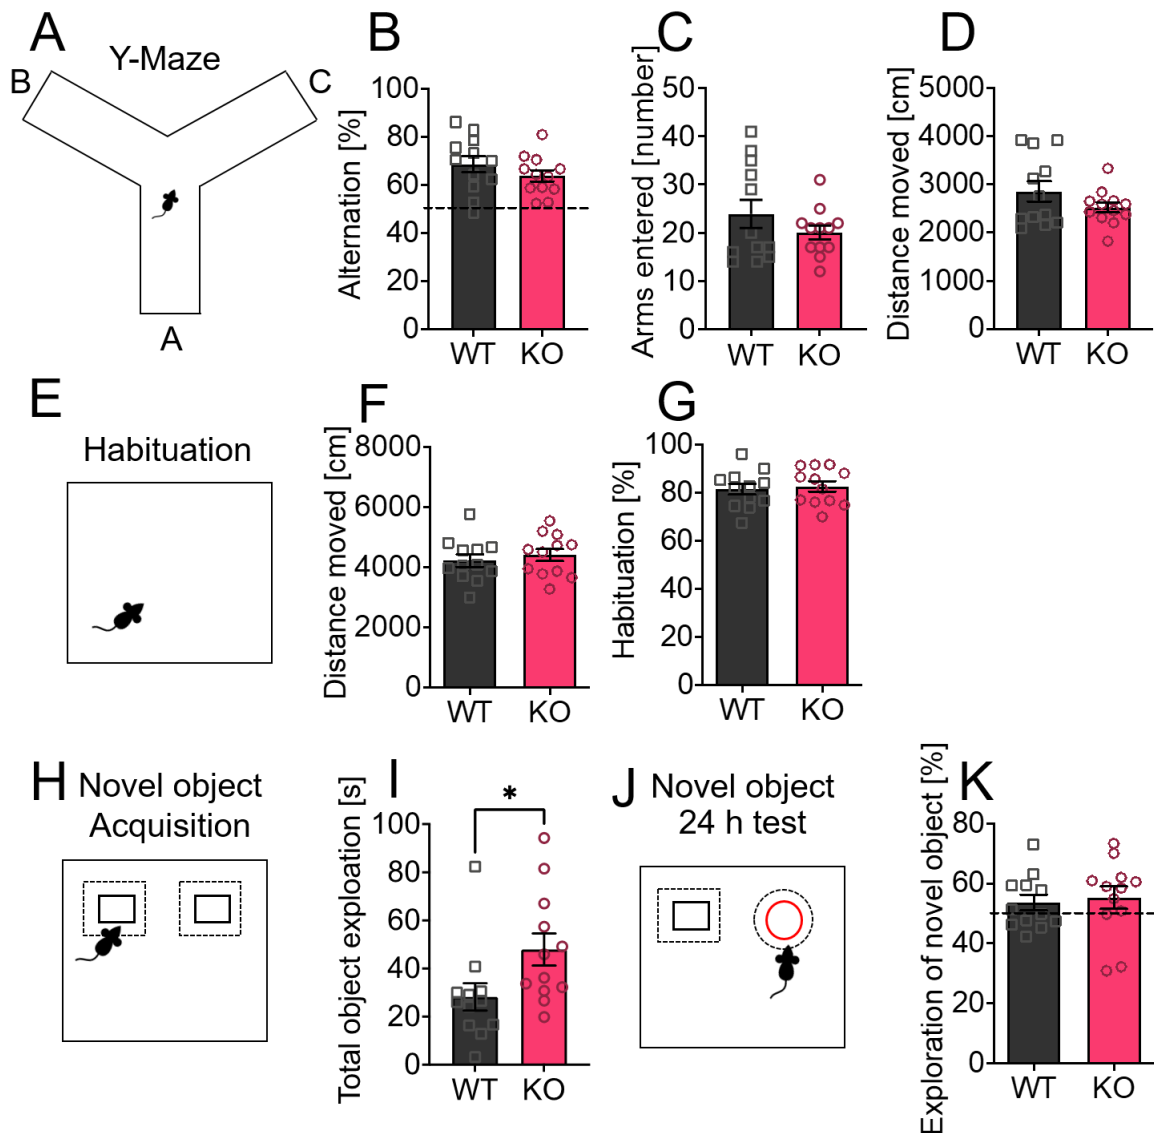 A
Y-Maze
B
C
A
B
Alternation [%]
100
80
60
40
20
0
WT
KO
C
Arms entered [number]
50
40
30
20
10
0
WT
KO
D
Distance moved [cm]
5000
4000
3000
2000
1000
0
WT
KO
E
Habituation
F
Distance moved [cm]
8000
6000
4000
2000
0
WT
KO
G
Habituation [%]
100
80
60
40
20
0
WT
KO
H
Novel object
Acquisition
I
Total object exploation [s]
100
80
60
40
20
0
*
WT
KO
J
Novel object
24 h test
K
Exploration of novel object [%]
80
60
40
20
0
WT
KO